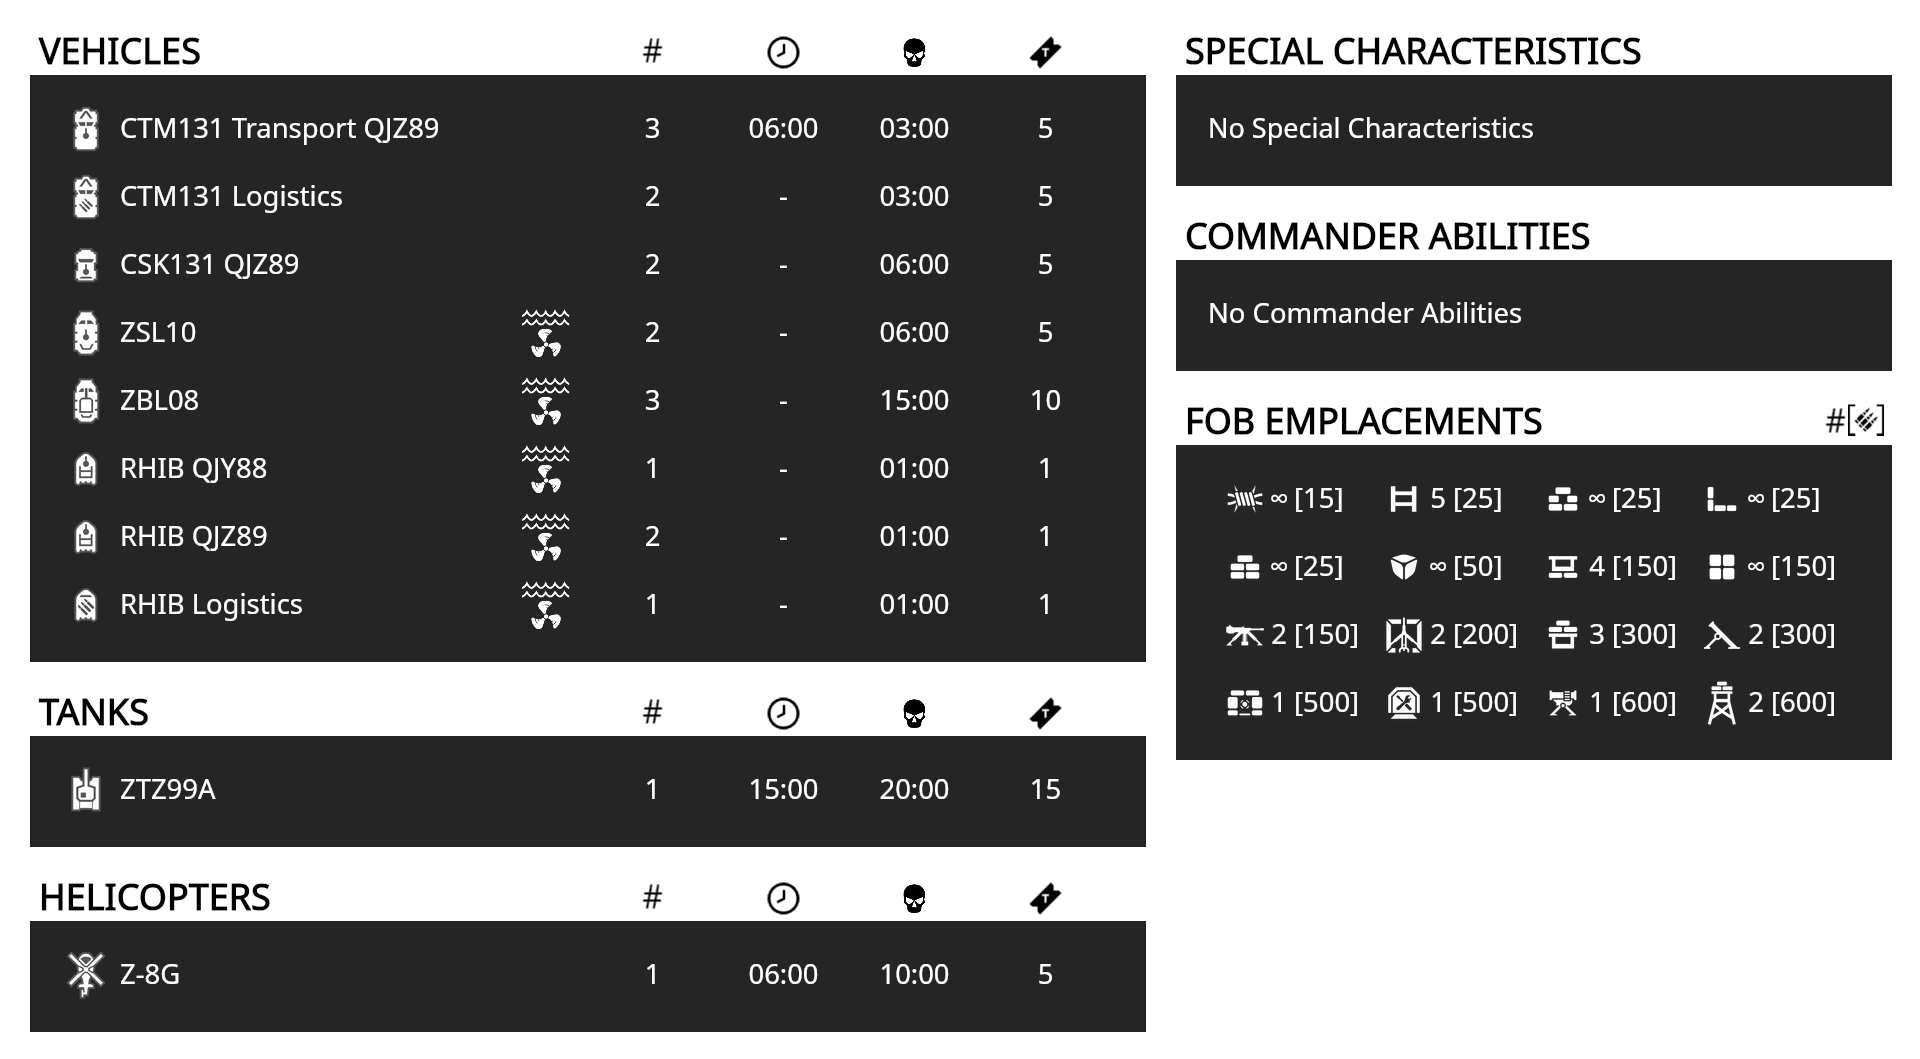 VEHICLES #
CTM131 Transport QJZ89 3 06:00 03:00 5
CTM131 Logistics 2 - 03:00 5
CSK131 QJZ89 2 - 06:00 5
ZSL10 2 - 06:00 5
ZBL08 3 - 15:00 10
RHIB QJY88 1 - 01:00 1
RHIB QJZ89 2 - 01:00 1
RHIB Logistics 1 - 01:00 1
TANKS #
ZTZ99A 1 15:00 20:00 15
HELICOPTERS #
Z-8G 1 06:00 10:00 5
SPECIAL CHARACTERISTICS
No Special Characteristics
COMMANDER ABILITIES
No Commander Abilities
FOB EMPLACEMENTS #[]
∞ [15] 5 [25] ∞ [25] ∞ [25]
∞ [25] ∞ [50] 4 [150] ∞ [150]
2 [150] 2 [200] 3 [300] 2 [300]
1 [500] 1 [500] 1 [600] 2 [600]